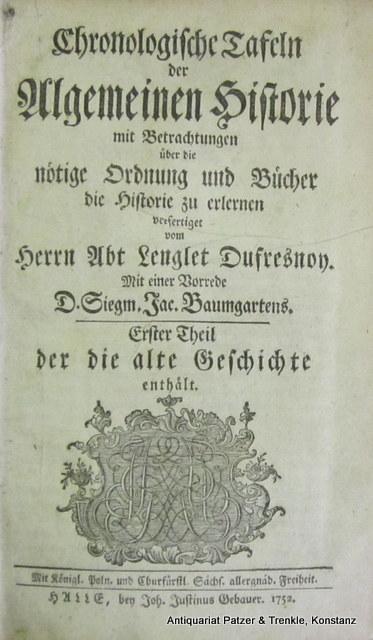 Chronologische Tafeln
der
Algemeinen Historie
mit Betrachtungen
über die
nötige Ordnung und Bücher
die Historie zu erlernen
verfertiget
vom
Herrn Abt Lenglet Dufresnoy.
Mit einer Vorrede
D. Siegm. Jac. Baumgartens.
Erster Theil
der die alte Geschichte
enthält.
Mit Königl. Poln. und Churfürstl. Sächs. allergnäd. Freiheit.
HALLE, bey Joh. Justinus Gebauer. 1752.
Antiquariat Patzer & Trenkle, Konstanz